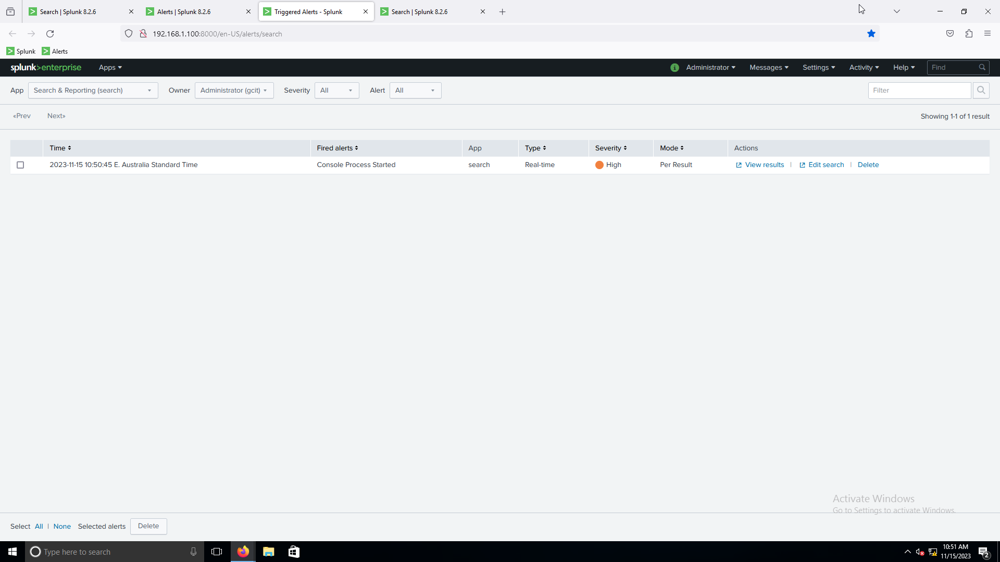 Search | Splunk 8.2.6
Alerts | Splunk 8.2.6
Triggered Alerts - Splunk
Search | Splunk 8.2.6
192.168.1.100:8000/en-US/alerts/search
Splunk Alerts
splunk>enterprise Apps Administrator Messages Settings Activity Help Find
App Search & Reporting (search) Owner Administrator (gcit) Severity All Alert All Filter
«Prev Next» Showing 1-1 of 1 result
Time Fired alerts App Type Severity Mode Actions
2023-11-15 10:50:45 E. Australia Standard Time Console Process Started search Real-time High Per Result View results | Edit search | Delete
Activate Windows
Go to Settings to activate Windows.
Select All | None Selected alerts Delete
Type here to search
10:51 AM
11/15/2023
2